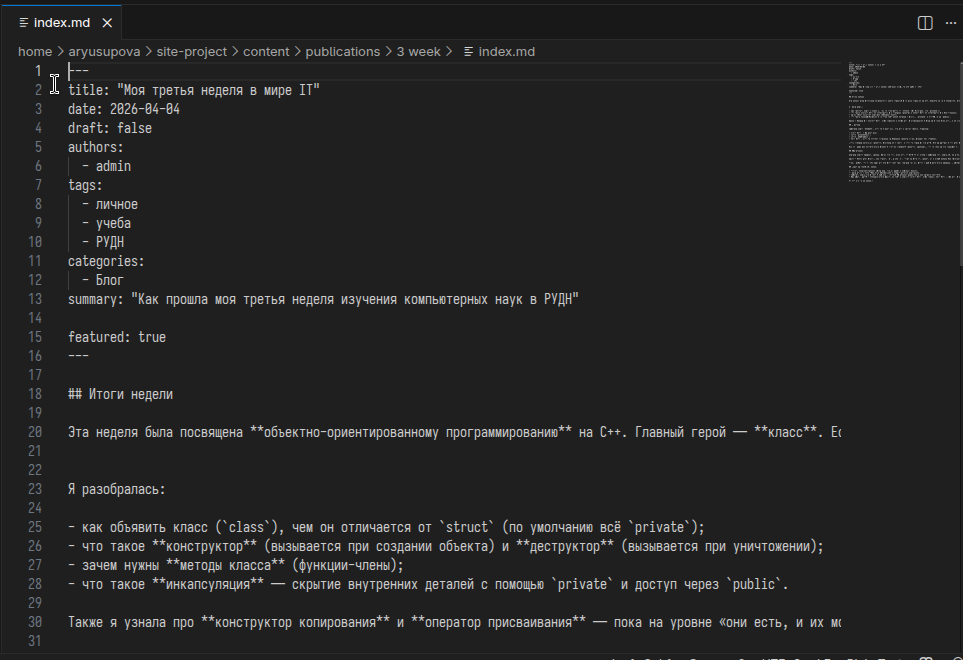 index.md
home > aryusupova > site-project > content > publications > 3 week > index.md
1 ---
2 title: "Моя третья неделя в мире IT"
3 date: 2026-04-04
4 draft: false
5 authors:
6   - admin
7 tags:
8   - личное
9   - учеба
10   - РУДН
11 categories:
12   - Блог
13 summary: "Как прошла моя третья неделя изучения компьютерных наук в РУДН"
14
15 featured: true
16 ---
17
18 ## Итоги недели
19
20 Эта неделя была посвящена **объектно-ориентированному программированию** на C++. Главный герой — **класс**.
21
22
23 Я разобралась:
24
25 - как объявить класс (`class`), чем он отличается от `struct` (по умолчанию всё `private`);
26 - что такое **конструктор** (вызывается при создании объекта) и **деструктор** (вызывается при уничтожении);
27 - зачем нужны **методы класса** (функции-члены);
28 - что такое **инкапсуляция** — скрытие внутренних деталей с помощью `private` и доступ через `public`.
29
30 Также я узнала про **конструктор копирования** и **оператор присваивания** — пока на уровне «они есть, и их
31